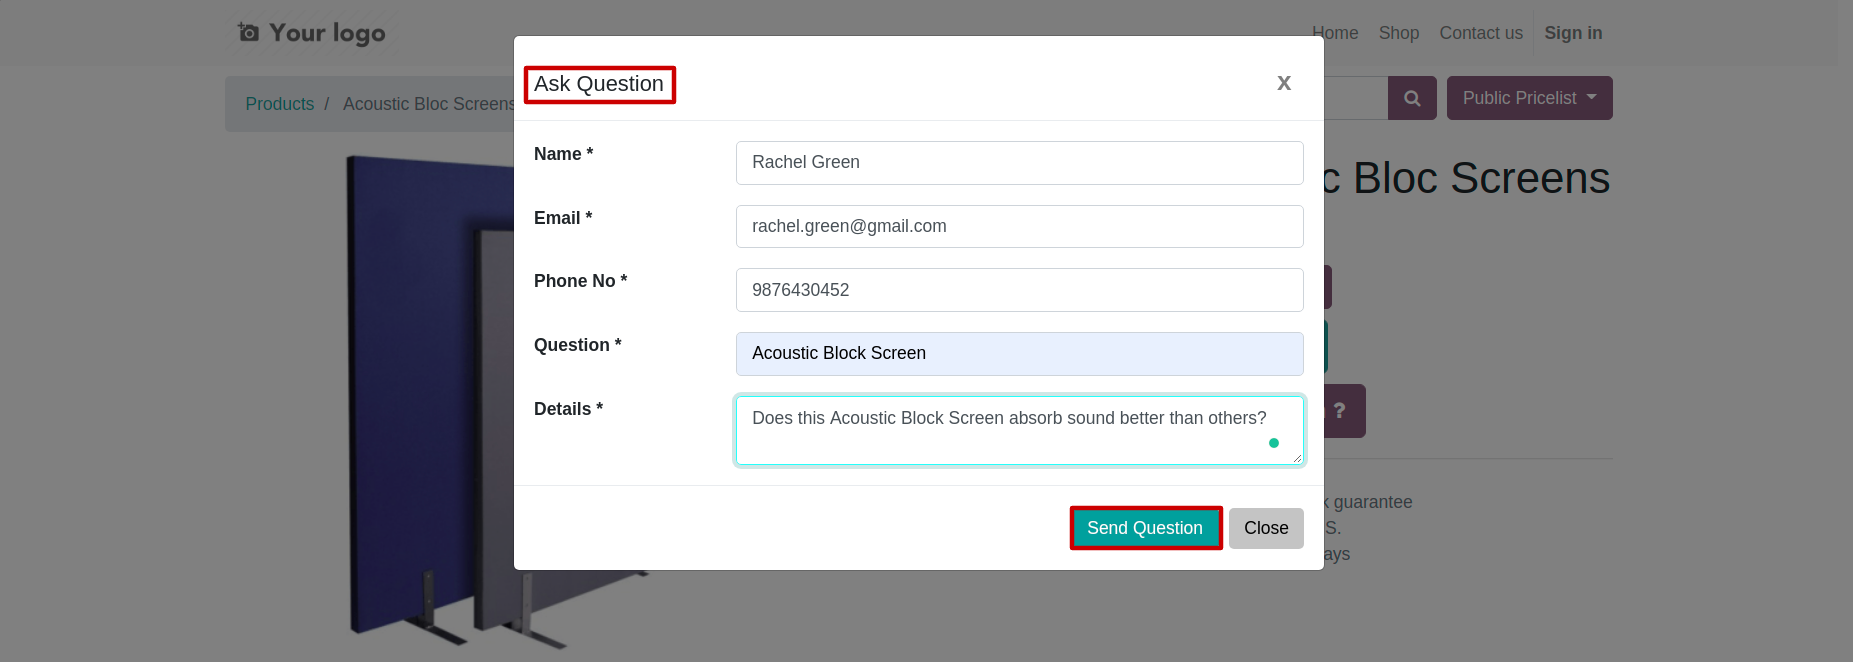 Your logo
Home Shop Contact us Sign in
Products / Acoustic Bloc Screens
Public Pricelist
Ask Question
X
Name *
Rachel Green
Email *
rachel.green@gmail.com
Phone No *
9876430452
Question *
Acoustic Block Screen
Details *
Does this Acoustic Block Screen absorb sound better than others?
Send Question
Close
c Bloc Screens
?
k guarantee
S.
ays